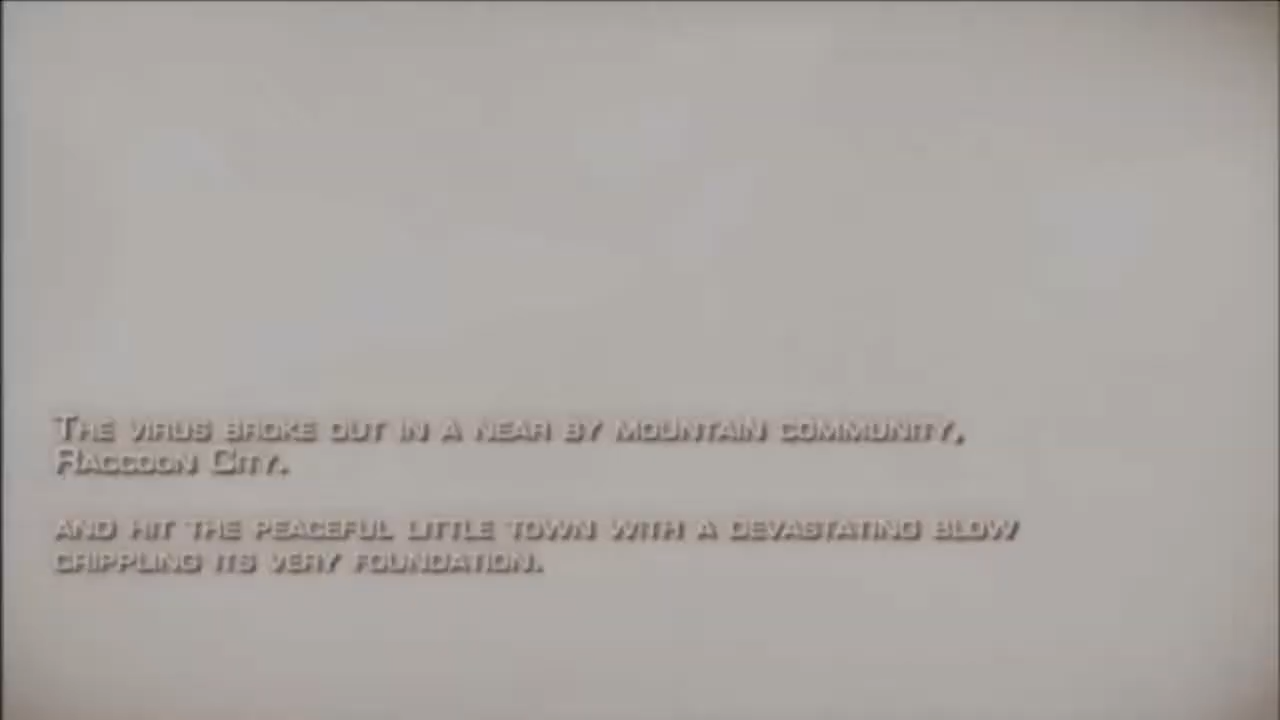 The virus broke out in a near by mountain community,
Raccoon City.
and hit the peaceful little town with a devastating blow
crippling its very foundation.